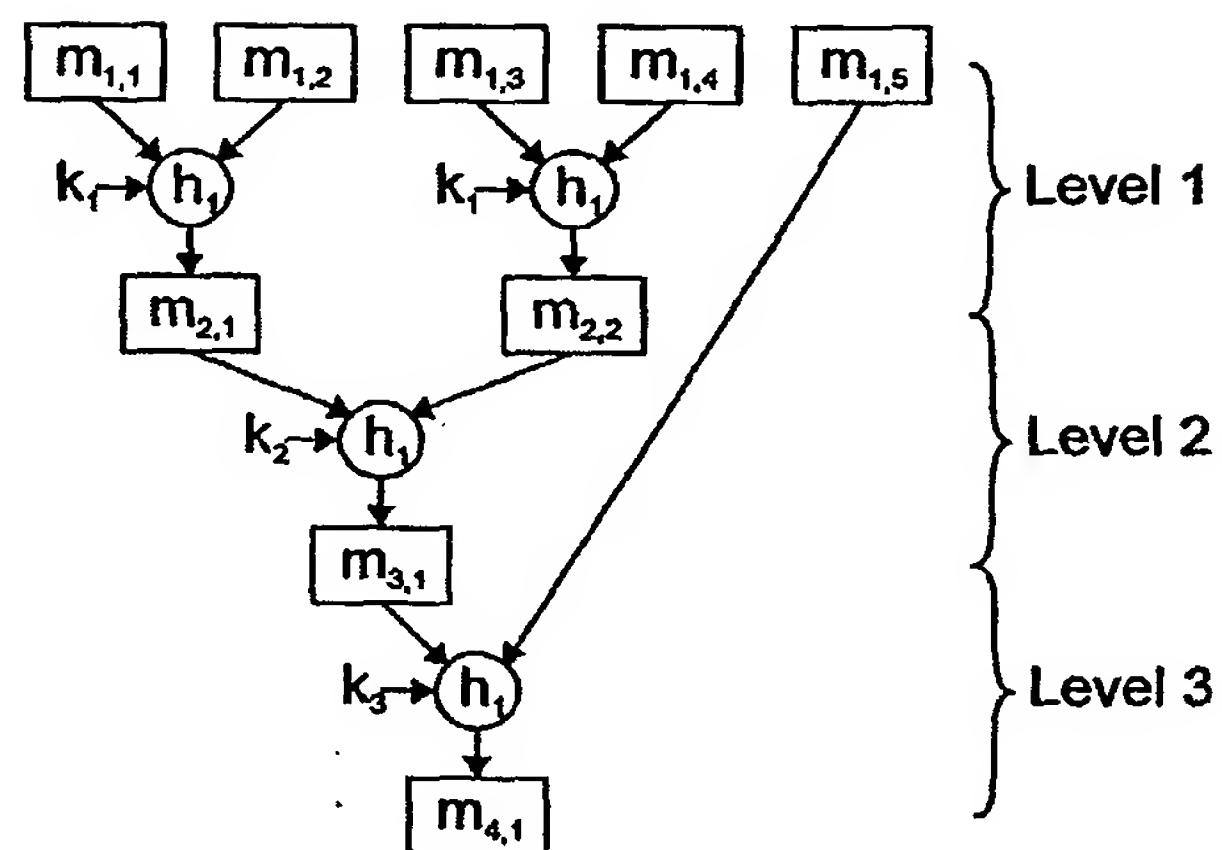 m1,1 m1,2 m1,3 m1,4 m1,5
k1 h1 k1 h1 Level 1
m2,1 m2,2
k2 h1 Level 2
m3,1
k3 h1 Level 3
m4,1